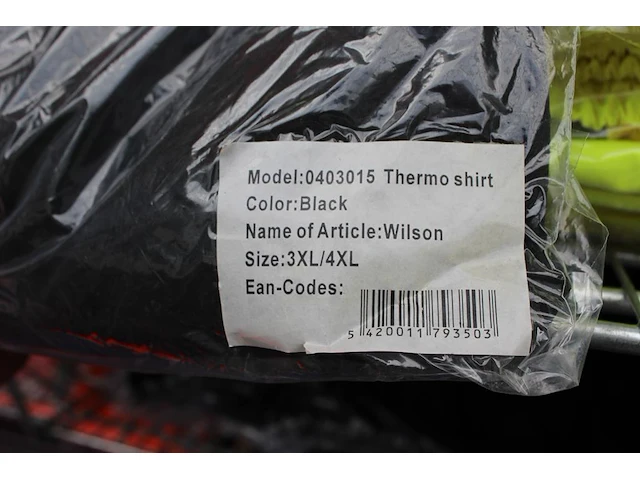 Model:0403015 Thermo shirt
Color:Black
Name of Article:Wilson
Size:3XL/4XL
Ean-Codes:
5 420011 793503